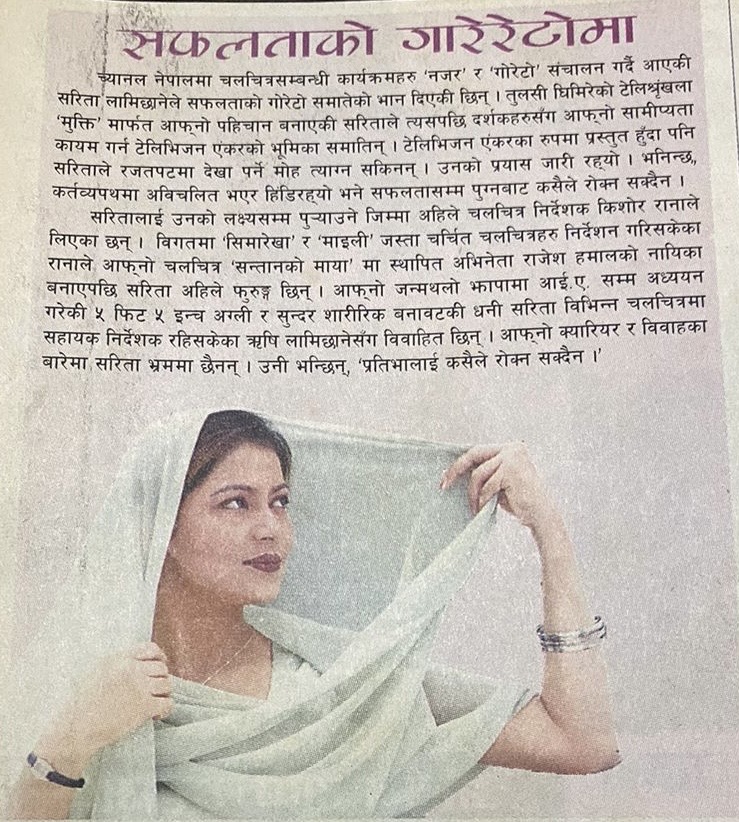 सफलताको गारेरेटोमा
च्यानल नेपालमा चलचित्रसम्बन्धी कार्यक्रमहरु 'नजर' र 'गोरेटो' संचालन गर्दै आएकी
सरिता लामिछानेले सफलताको गोरेटो समातेको भान दिएकी छिन् । तुलसी घिमिरेको टेलिश्रृंखला
'मुक्ति' मार्फत आफ्नो पहिचान बनाएकी सरिताले त्यसपछि दर्शकहरुसँग आफ्नो सामीप्यता
कायम गर्न टेलिभिजन एंकरको भूमिका समातिन् । टेलिभिजन एंकरका रुपमा प्रस्तुत हुँदा पनि
सरिताले रजतपटमा देखा पर्ने मोह त्याग्न सकिनन् । उनको प्रयास जारी रह्यो । भनिन्छ,
कर्तव्यपथमा अविचलित भएर हिंडिरह्यो भने सफलतासम्म पुग्नबाट कसैले रोक्न सक्दैन ।
सरितालाई उनको लक्ष्यसम्म पुऱ्याउने जिम्मा अहिले चलचित्र निर्देशक किशोर रानाले
लिएका छन् । विगतमा 'सिमारेखा' र 'माइली' जस्ता चर्चित चलचित्रहरु निर्देशन गरिसकेका
रानाले आफ्नो चलचित्र 'सन्तानको माया' मा स्थापित अभिनेता राजेश हमालको नायिका
बनाएपछि सरिता अहिले फुरुङ्ग छिन् । आफ्नो जन्मथलो झापामा आई.ए. सम्म अध्ययन
गरेकी ५ फिट ५ इन्च अग्ली र सुन्दर शारीरिक बनावटकी धनी सरिता विभिन्न चलचित्रमा
सहायक निर्देशक रहिसकेका ऋषि लामिछानेसँग विवाहित छिन् । आफ्नो क्यारियर र विवाहका
बारेमा सरिता भ्रममा छैनन् । उनी भन्छिन्, 'प्रतिभालाई कसैले रोक्न सक्दैन ।'